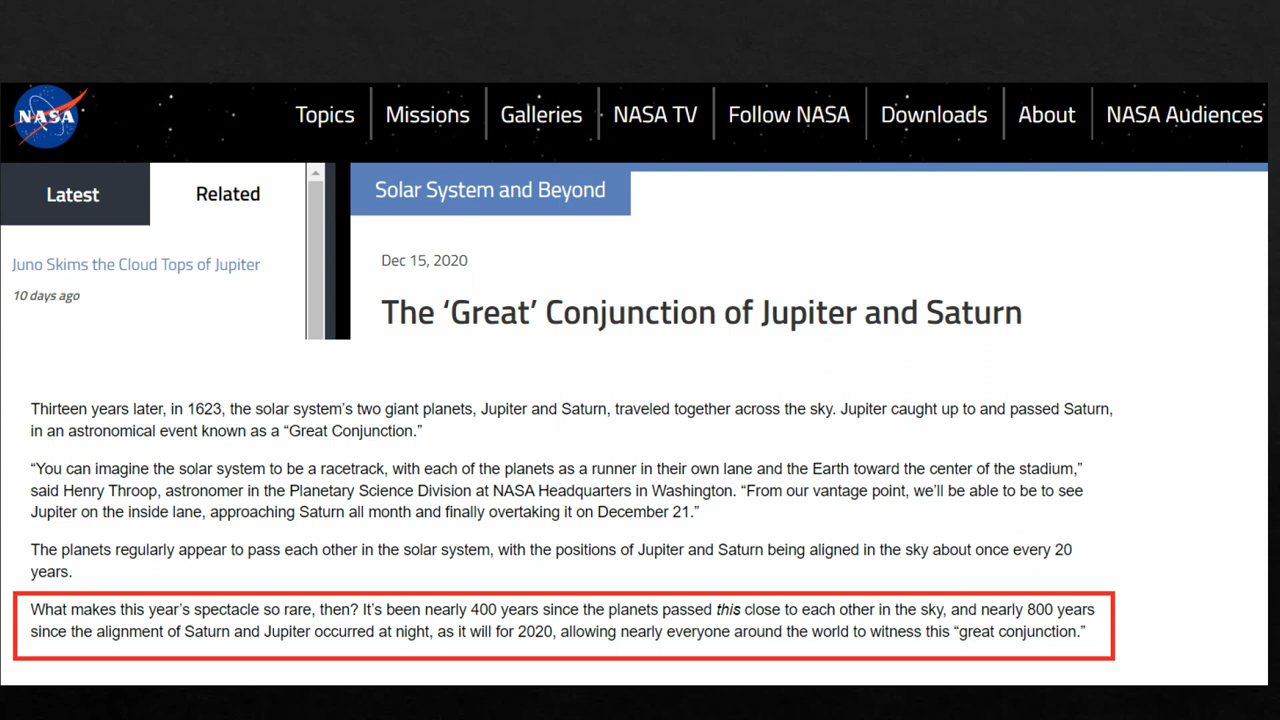 NASA
Topics
Missions
Galleries
NASA TV
Follow NASA
Downloads
About
NASA Audiences
Latest
Related
Juno Skims the Cloud Tops of Jupiter
10 days ago
Solar System and Beyond
Dec 15, 2020
The ‘Great’ Conjunction of Jupiter and Saturn
Thirteen years later, in 1623, the solar system’s two giant planets, Jupiter and Saturn, traveled together across the sky. Jupiter caught up to and passed Saturn,
in an astronomical event known as a “Great Conjunction.”
“You can imagine the solar system to be a racetrack, with each of the planets as a runner in their own lane and the Earth toward the center of the stadium,”
said Henry Throop, astronomer in the Planetary Science Division at NASA Headquarters in Washington. “From our vantage point, we’ll be able to be to see
Jupiter on the inside lane, approaching Saturn all month and finally overtaking it on December 21.”
The planets regularly appear to pass each other in the solar system, with the positions of Jupiter and Saturn being aligned in the sky about once every 20
years.
What makes this year’s spectacle so rare, then? It’s been nearly 400 years since the planets passed this close to each other in the sky, and nearly 800 years
since the alignment of Saturn and Jupiter occurred at night, as it will for 2020, allowing nearly everyone around the world to witness this “great conjunction.”